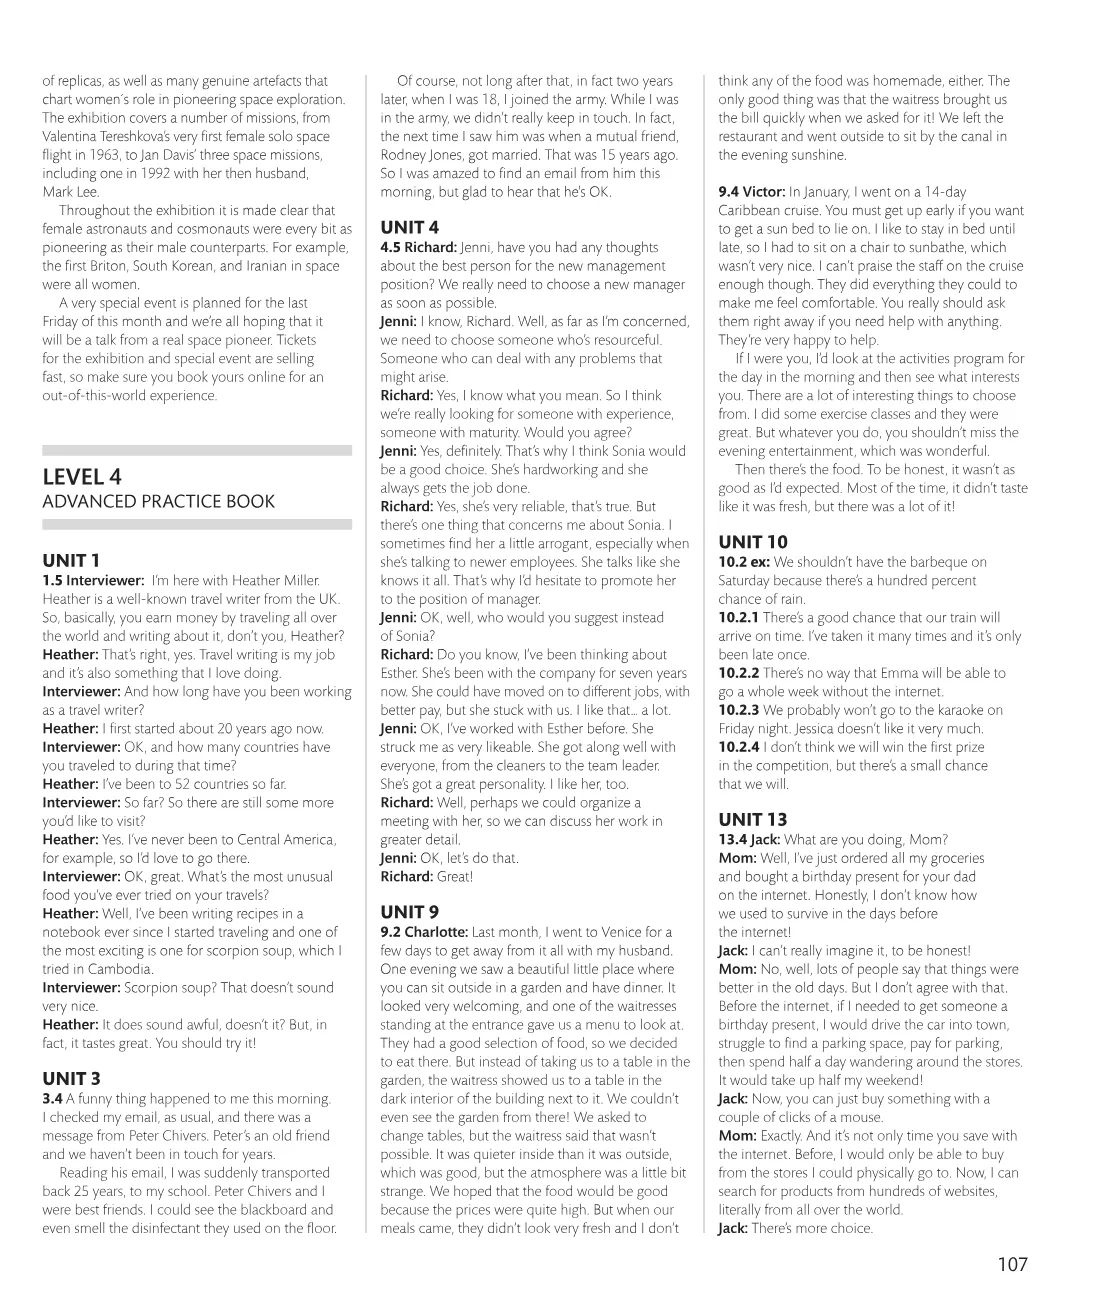 of replicas, as well as many genuine artefacts that
chart women's role in pioneering space exploration.
The exhibition covers a number of missions, from
Valentina Tereshkova's very first female solo space
flight in 1963, to Jan Davis' three space missions,
including one in 1992 with her then husband,
Mark Lee.
Throughout the exhibition it is made clear that
female astronauts and cosmonauts were every bit as
pioneering as their male counterparts. For example,
the first Briton, South Korean, and Iranian in space
were all women.
A very special event is planned for the last
Friday of this month and we're all hoping that it
will be a talk from a real space pioneer. Tickets
for the exhibition and special event are selling
fast, so make sure you book yours online for an
out-of-this-world experience.
LEVEL 4
ADVANCED PRACTICE BOOK
UNIT 1
1.5 Interviewer: I'm here with Heather Miller.
Heather is a well-known travel writer from the UK.
So, basically, you earn money by traveling all over
the world and writing about it, don't you, Heather?
Heather: That's right, yes. Travel writing is my job
and it's also something that I love doing.
Interviewer: And how long have you been working
as a travel writer?
Heather: I first started about 20 years ago now.
Interviewer: OK, and how many countries have
you traveled to during that time?
Heather: I've been to 52 countries so far.
Interviewer: So far? So there are still some more
you'd like to visit?
Heather: Yes. I've never been to Central America,
for example, so I'd love to go there.
Interviewer: OK, great. What's the most unusual
food you've ever tried on your travels?
Heather: Well, I've been writing recipes in a
notebook ever since I started traveling and one of
the most exciting is one for scorpion soup, which I
tried in Cambodia.
Interviewer: Scorpion soup? That doesn't sound
very nice.
Heather: It does sound awful, doesn't it? But, in
fact, it tastes great. You should try it!
UNIT 3
3.4 A funny thing happened to me this morning.
I checked my email, as usual, and there was a
message from Peter Chivers. Peter's an old friend
and we haven't been in touch for years.
Reading his email, I was suddenly transported
back 25 years, to my school. Peter Chivers and I
were best friends. I could see the blackboard and
even smell the disinfectant they used on the floor.
Of course, not long after that, in fact two years
later, when I was 18, I joined the army. While I was
in the army, we didn't really keep in touch. In fact,
the next time I saw him was when a mutual friend,
Rodney Jones, got married. That was 15 years ago.
So I was amazed to find an email from him this
morning, but glad to hear that he's OK.
UNIT 4
4.5 Richard: Jenni, have you had any thoughts
about the best person for the new management
position? We really need to choose a new manager
as soon as possible.
Jenni: I know, Richard. Well, as far as I'm concerned,
we need to choose someone who's resourceful.
Someone who can deal with any problems that
might arise.
Richard: Yes, I know what you mean. So I think
we're really looking for someone with experience,
someone with maturity. Would you agree?
Jenni: Yes, definitely. That's why I think Sonia would
be a good choice. She's hardworking and she
always gets the job done.
Richard: Yes, she's very reliable, that's true. But
there's one thing that concerns me about Sonia. I
sometimes find her a little arrogant, especially when
she's talking to newer employees. She talks like she
knows it all. That's why I'd hesitate to promote her
to the position of manager.
Jenni: OK, well, who would you suggest instead
of Sonia?
Richard: Do you know, I've been thinking about
Esther. She's been with the company for seven years
now. She could have moved on to different jobs, with
better pay, but she stuck with us. I like that... a lot.
Jenni: OK, I've worked with Esther before. She
struck me as very likeable. She got along well with
everyone, from the cleaners to the team leader.
She's got a great personality. I like her, too.
Richard: Well, perhaps we could organize a
meeting with her, so we can discuss her work in
greater detail.
Jenni: OK, let's do that.
Richard: Great!
UNIT 9
9.2 Charlotte: Last month, I went to Venice for a
few days to get away from it all with my husband.
One evening we saw a beautiful little place where
you can sit outside in a garden and have dinner. It
looked very welcoming, and one of the waitresses
standing at the entrance gave us a menu to look at.
They had a good selection of food, so we decided
to eat there. But instead of taking us to a table in the
garden, the waitress showed us to a table in the
dark interior of the building next to it. We couldn't
even see the garden from there! We asked to
change tables, but the waitress said that wasn't
possible. It was quieter inside than it was outside,
which was good, but the atmosphere was a little bit
strange. We hoped that the food would be good
because the prices were quite high. But when our
meals came, they didn't look very fresh and I don't
think any of the food was homemade, either. The
only good thing was that the waitress brought us
the bill quickly when we asked for it! We left the
restaurant and went outside to sit by the canal in
the evening sunshine.
9.4 Victor: In January, I went on a 14-day
Caribbean cruise. You must get up early if you want
to get a sun bed to lie on. I like to stay in bed until
late, so I had to sit on a chair to sunbathe, which
wasn't very nice. I can't praise the staff on the cruise
enough though. They did everything they could to
make me feel comfortable. You really should ask
them right away if you need help with anything.
They're very happy to help.
If I were you, I'd look at the activities program for
the day in the morning and then see what interests
you. There are a lot of interesting things to choose
from. I did some exercise classes and they were
great. But whatever you do, you shouldn't miss the
evening entertainment, which was wonderful.
Then there's the food. To be honest, it wasn't as
good as I'd expected. Most of the time, it didn't taste
like it was fresh, but there was a lot of it!
UNIT 10
10.2 ex: We shouldn't have the barbeque on
Saturday because there's a hundred percent
chance of rain.
10.2.1 There's a good chance that our train will
arrive on time. I've taken it many times and it's only
been late once.
10.2.2 There's no way that Emma will be able to
go a whole week without the internet.
10.2.3 We probably won't go to the karaoke on
Friday night. Jessica doesn't like it very much.
10.2.4 I don't think we will win the first prize
in the competition, but there's a small chance
that we will.
UNIT 13
13.4 Jack: What are you doing, Mom?
Mom: Well, I've just ordered all my groceries
and bought a birthday present for your dad
on the internet. Honestly, I don't know how
we used to survive in the days before
the internet!
Jack: I can't really imagine it, to be honest!
Mom: No, well, lots of people say that things were
better in the old days. But I don't agree with that.
Before the internet, if I needed to get someone a
birthday present, I would drive the car into town,
struggle to find a parking space, pay for parking,
then spend half a day wandering around the stores.
It would take up half my weekend!
Jack: Now, you can just buy something with a
couple of clicks of a mouse.
Mom: Exactly. And it's not only time you save with
the internet. Before, I would only be able to buy
from the stores I could physically go to. Now, I can
search for products from hundreds of websites,
literally from all over the world.
Jack: There's more choice.
107